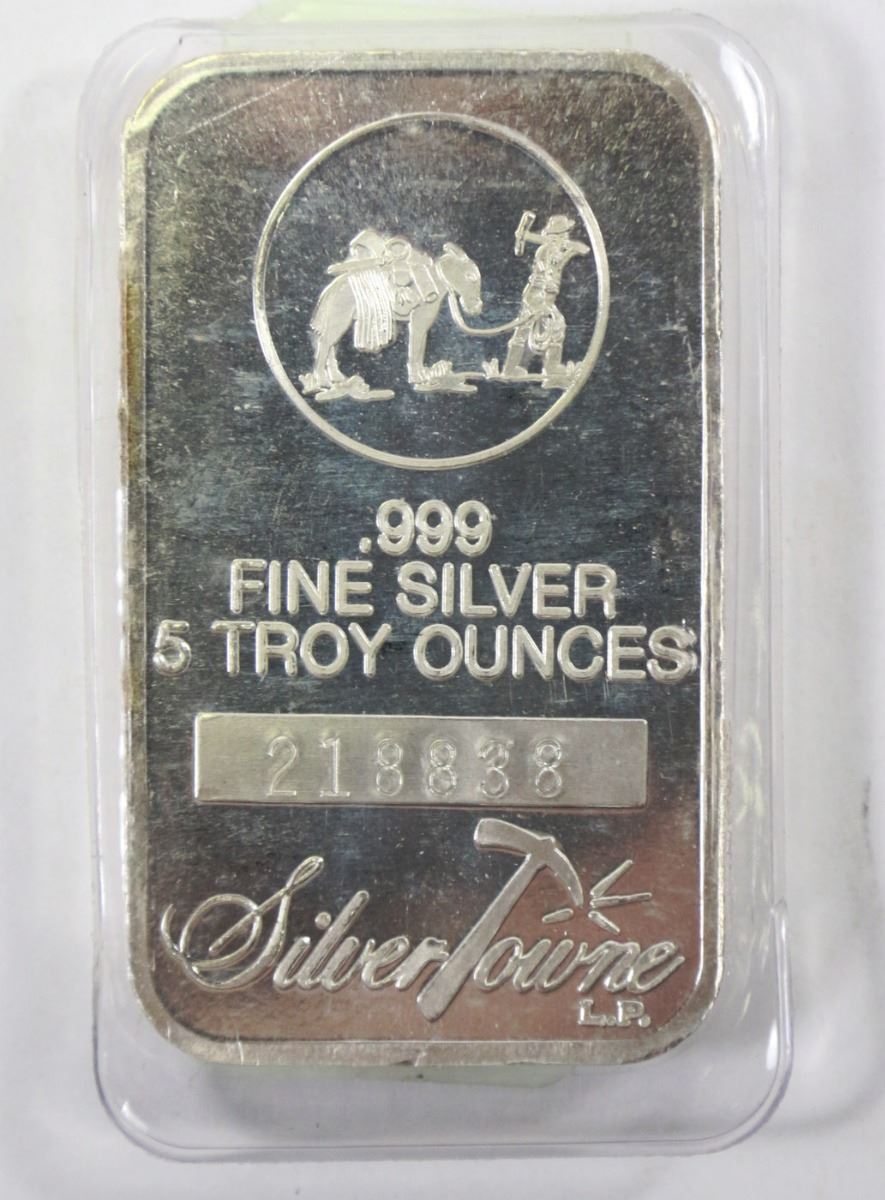 .999
FINE SILVER
5 TROY OUNCES
218838
SilverTowne
L.P.